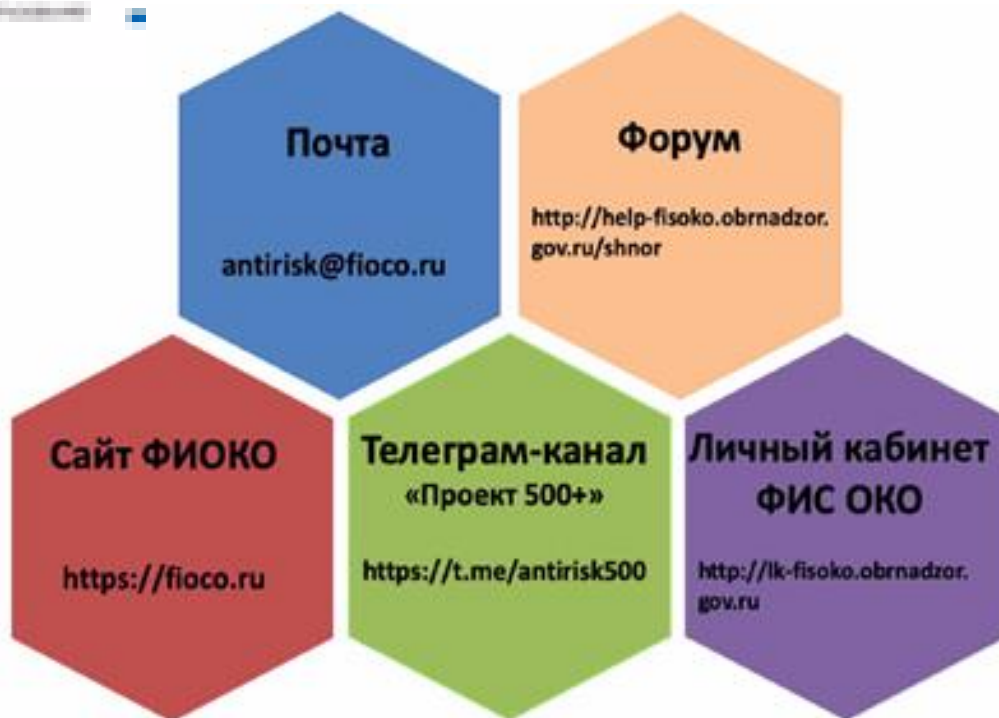 Почта
antirisk@fioco.ru
Форум
http://help-fisoko.obrnadzor.
gov.ru/shnor
Сайт ФИОКО
https://fioco.ru
Телеграм-канал
«Проект 500+»
https://t.me/antirisk500
Личный кабинет
ФИС ОКО
http://lk-fisoko.obrnadzor.
gov.ru